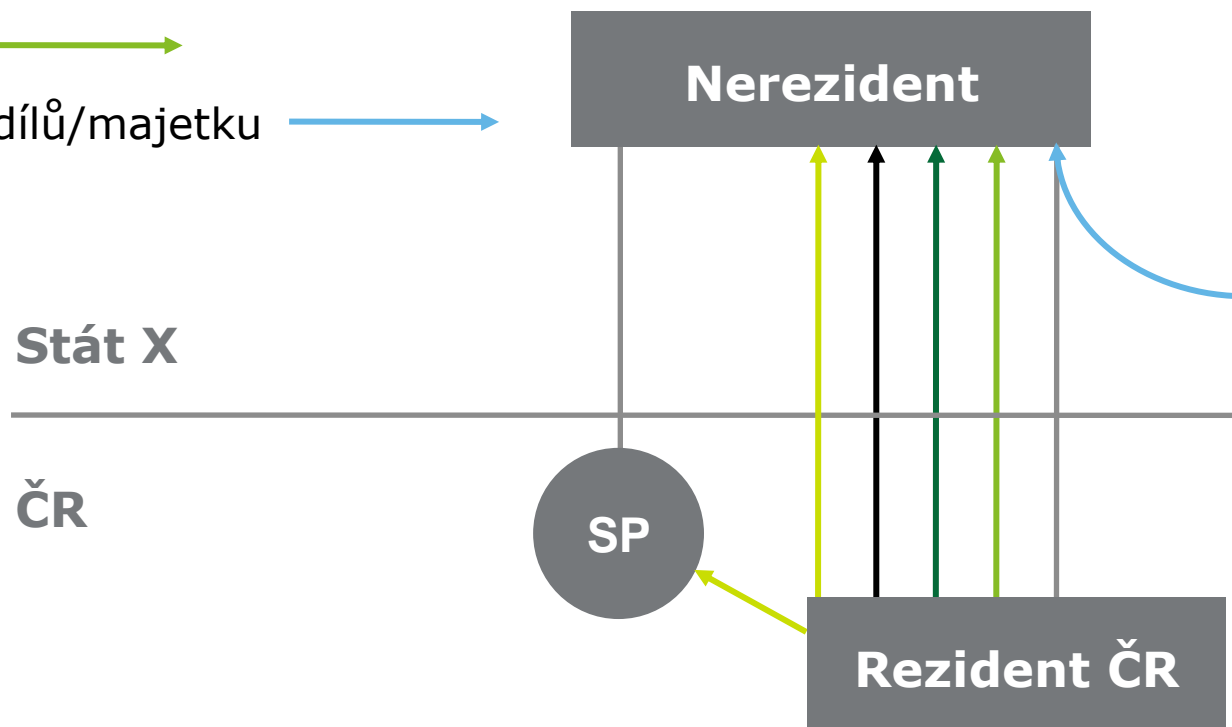 Nerezident
dílů/majetku
Stát X
ČR
SP
Rezident ČR